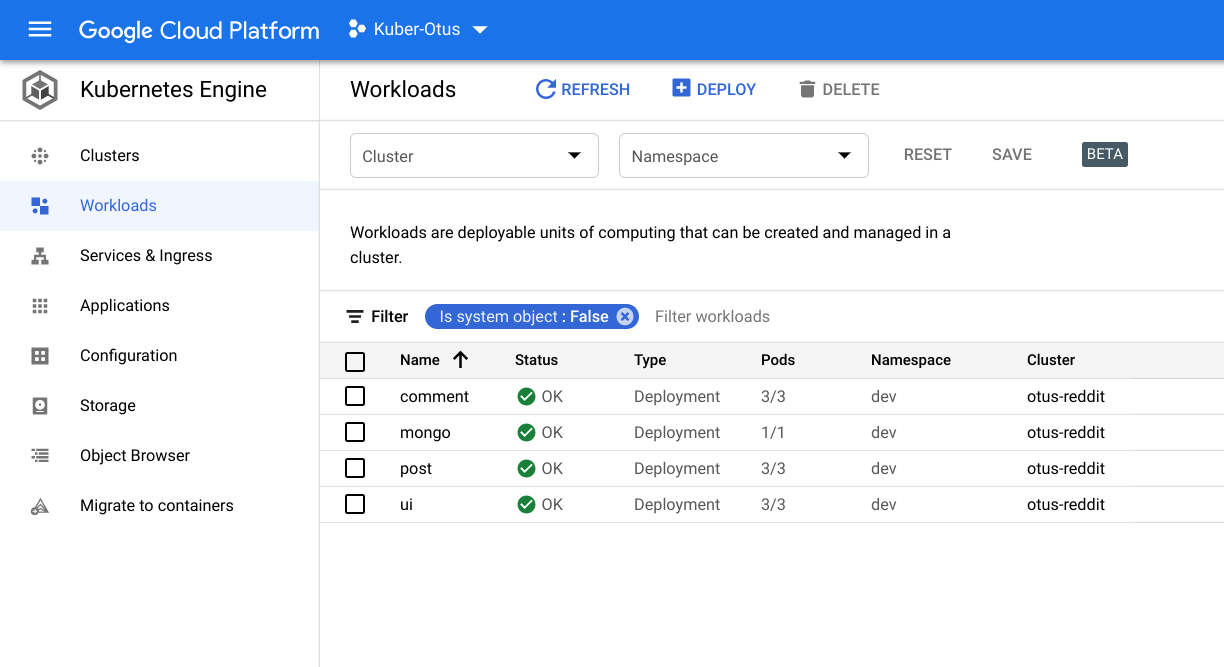 Google Cloud Platform Kuber-Otus
Kubernetes Engine
Workloads REFRESH DEPLOY DELETE
Clusters
Workloads
Services & Ingress
Applications
Configuration
Storage
Object Browser
Migrate to containers
Cluster Namespace RESET SAVE BETA
Workloads are deployable units of computing that can be created and managed in a
cluster.
Filter Is system object : False Filter workloads
Name Status Type Pods Namespace Cluster
comment OK Deployment 3/3 dev otus-reddit
mongo OK Deployment 1/1 dev otus-reddit
post OK Deployment 3/3 dev otus-reddit
ui OK Deployment 3/3 dev otus-reddit